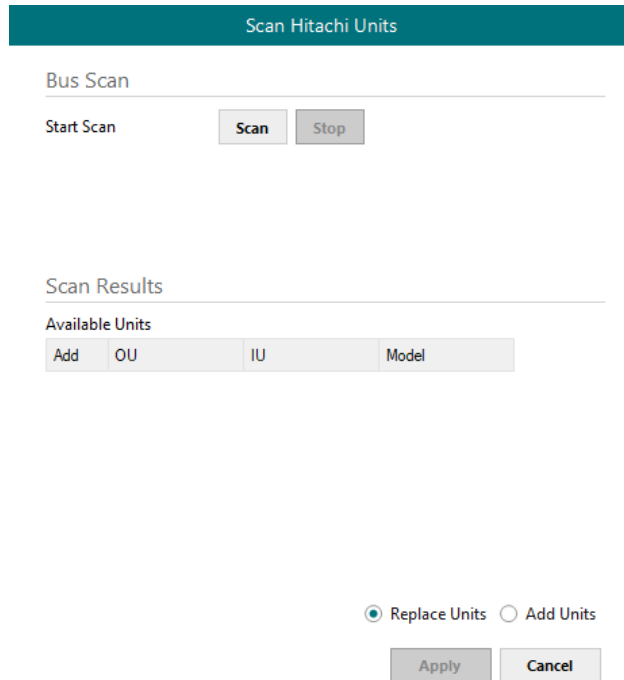 Scan Hitachi Units
Bus Scan
Start Scan Scan Stop
Scan Results
Available Units
Add OU IU Model
Replace Units Add Units
Apply Cancel